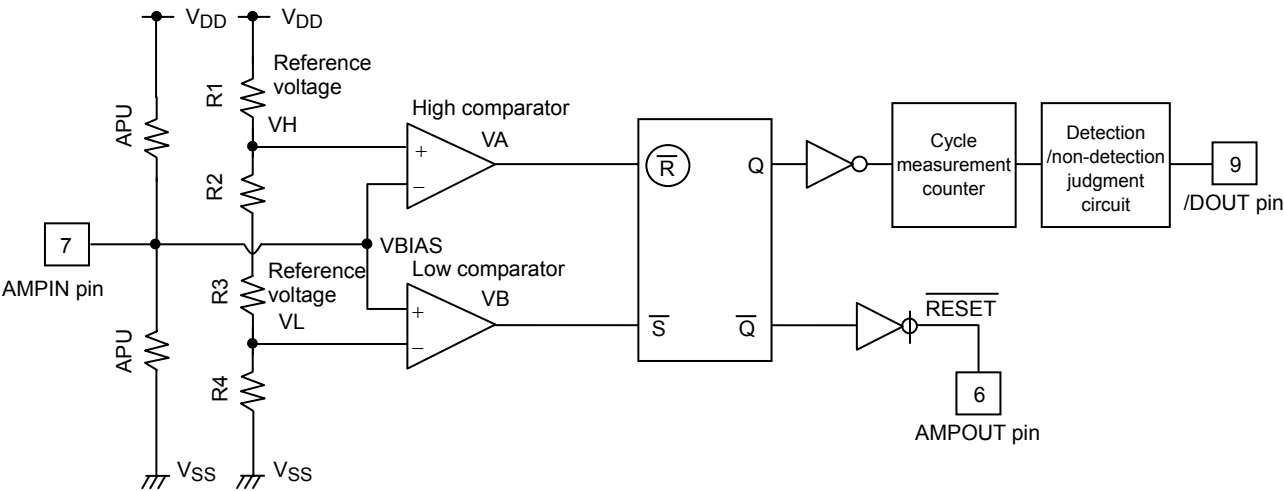 VDD
VDD
APU
R1
Reference
voltage
VH
R2
High comparator
VA
+
−
7
AMPIN pin
VBIAS
R3
Reference
voltage
VL
Low comparator
VB
+
−
APU
R4
VSS
VSS
R̅
Q
S̅
Q̅
Cycle
measurement
counter
Detection
/non-detection
judgment
circuit
9
/DOUT pin
R̅E̅S̅E̅T̅
6
AMPOUT pin